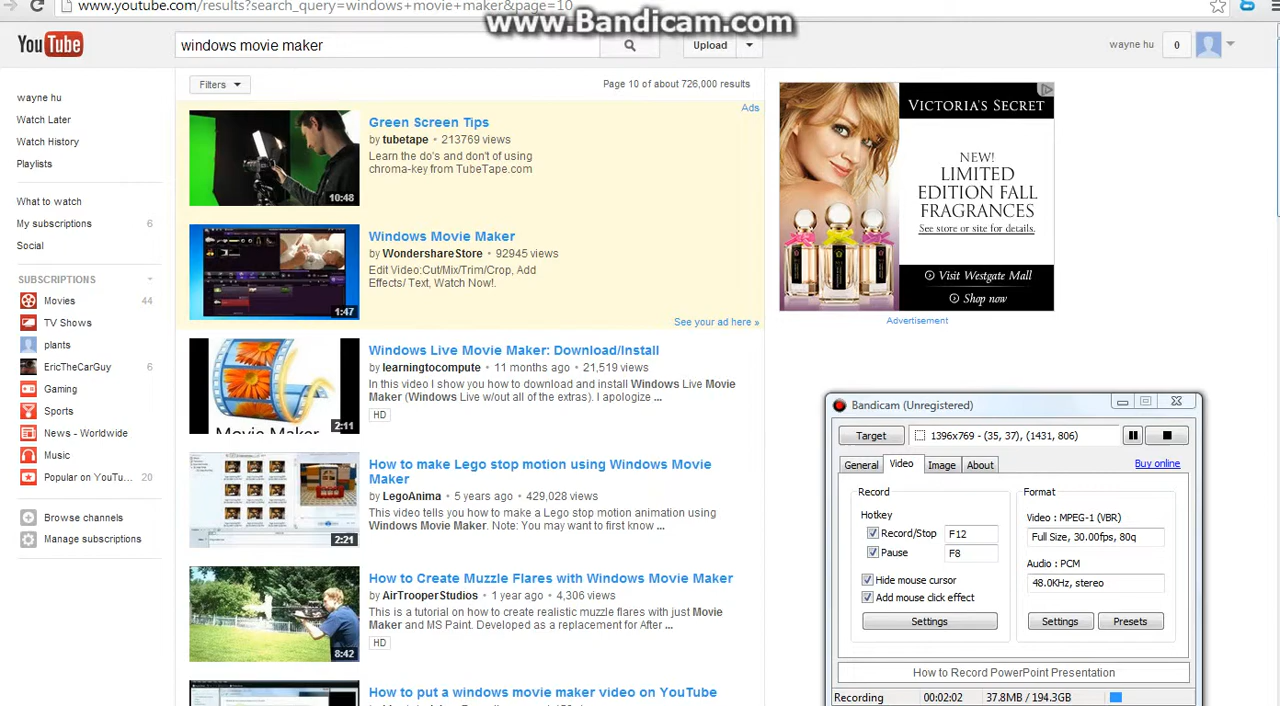 www.youtube.com/results?search_query=windows+movie+maker&page=10
www.Bandicam.com
YouTube
windows movie maker
Upload
wayne hu
0
Filters
Page 10 of about 726,000 results
wayne hu
Watch Later
Watch History
Playlists
What to watch
My subscriptions 6
Social
SUBSCRIPTIONS
Movies 44
TV Shows
plants
EricTheCarGuy 6
Gaming
Sports
News - Worldwide
Music
Popular on YouTu... 20
Browse channels
Manage subscriptions
Ads
Green Screen Tips
by tubetape • 213769 views
Learn the do's and don't of using
chroma-key from TubeTape.com
10:48
Windows Movie Maker
by WondershareStore • 92945 views
Edit Video:Cut/Mix/Trim/Crop, Add
Effects/ Text, Watch Now!.
1:47
See your ad here »
Windows Live Movie Maker: Download/Install
by learningtocompute • 11 months ago • 21,519 views
In this video I show you how to download and install Windows Live Movie
Maker (Windows Live w/out all of the extras). I apologize ...
HD
Movie Maker
2:11
How to make Lego stop motion using Windows Movie
Maker
by LegoAnima • 5 years ago • 429,028 views
This video tells you how to make a Lego stop motion animation using
Windows Movie Maker. Note: You may want to first know ...
2:21
How to Create Muzzle Flares with Windows Movie Maker
by AirTrooperStudios • 1 year ago • 4,306 views
This is a tutorial on how to create realistic muzzle flares with just Movie
Maker and MS Paint. Developed as a replacement for After ...
HD
8:42
How to put a windows movie maker video on YouTube
VICTORIA'S SECRET
NEW!
LIMITED
EDITION FALL
FRAGRANCES
See store or site for details.
Visit Westgate Mall
Shop now
Advertisement
Bandicam (Unregistered)
Target
1396x769 - (35, 37), (1431, 806)
General Video Image About
Buy online
Record
Hotkey
Record/Stop F12
Pause F8
Hide mouse cursor
Add mouse click effect
Settings
Format
Video : MPEG-1 (VBR)
Full Size, 30.00fps, 80q
Audio : PCM
48.0KHz, stereo
Settings Presets
How to Record PowerPoint Presentation
Recording 00:02:02 37.8MB / 194.3GB